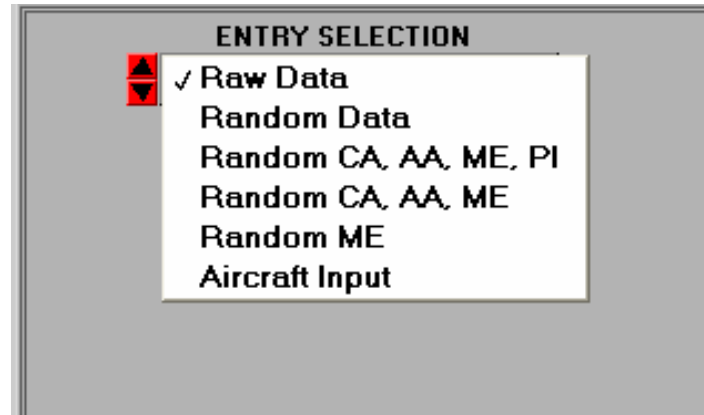 ENTRY SELECTION
✓ Raw Data
Random Data
Random CA, AA, ME, PI
Random CA, AA, ME
Random ME
Aircraft Input